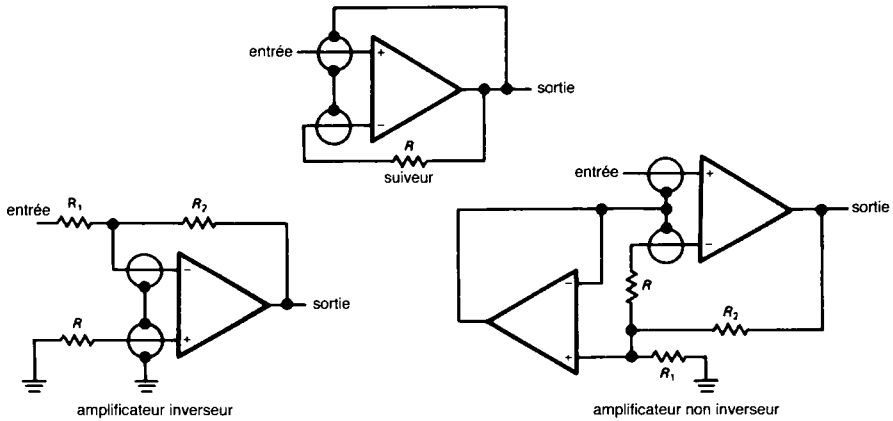 entrée
+
−
sortie
R
suiveur
entrée
R₁
R₂
−
+
R
sortie
amplificateur inverseur
entrée
+
−
sortie
R
−
+
R₂
R₁
amplificateur non inverseur